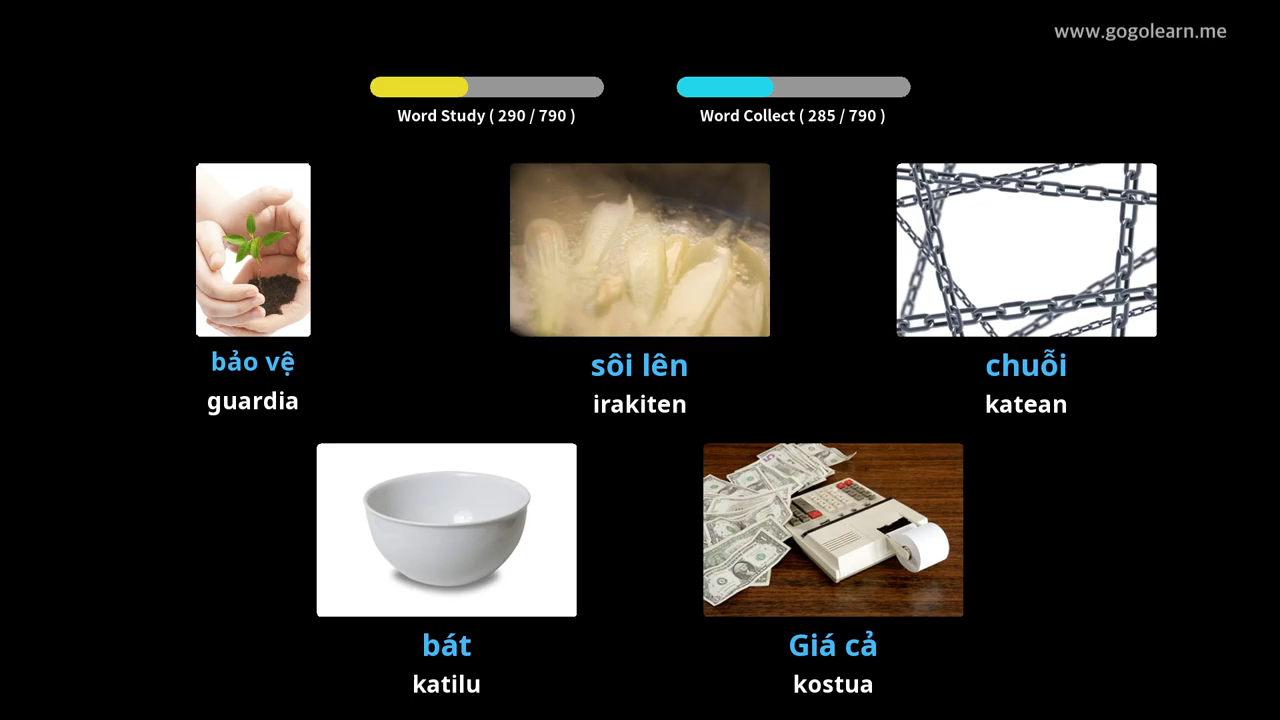 www.gogolearn.me
Word Study ( 290 / 790 )
Word Collect ( 285 / 790 )
bảo vệ
guardia
sôi lên
irakiten
chuỗi
katean
bát
katilu
Giá cả
kostua